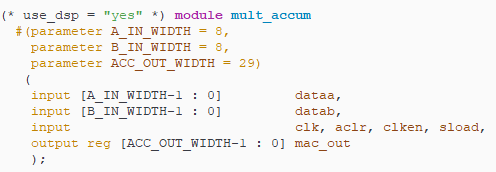 (* use_dsp = "yes" *) module mult_accum
#(parameter A_IN_WIDTH = 8,
parameter B_IN_WIDTH = 8,
parameter ACC_OUT_WIDTH = 29)
(
input [A_IN_WIDTH-1 : 0] dataa,
input [B_IN_WIDTH-1 : 0] datab,
input clk, aclr, clken, sload,
output reg [ACC_OUT_WIDTH-1 : 0] mac_out
);